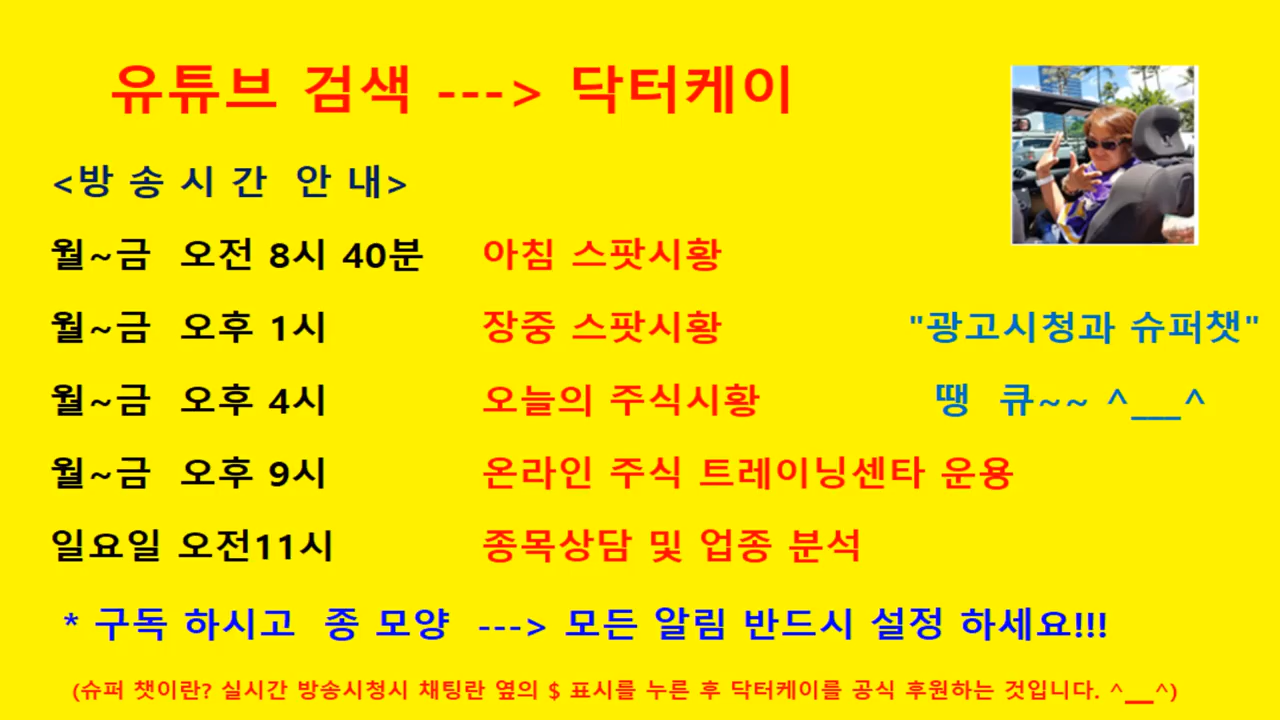 유튜브 검색 ---> 닥터케이
<방 송 시 간 안 내>
월~금 오전 8시 40분 아침 스팟시황
월~금 오후 1시 장중 스팟시황 "광고시청과 슈퍼챗"
월~금 오후 4시 오늘의 주식시황 땡 큐~~ ^___^
월~금 오후 9시 온라인 주식 트레이닝센타 운용
일요일 오전11시 종목상담 및 업종 분석
* 구독 하시고 종 모양 ---> 모든 알림 반드시 설정 하세요!!!
(슈퍼 챗이란? 실시간 방송시청시 채팅란 옆의 $ 표시를 누른 후 닥터케이를 공식 후원하는 것입니다. ^__^)